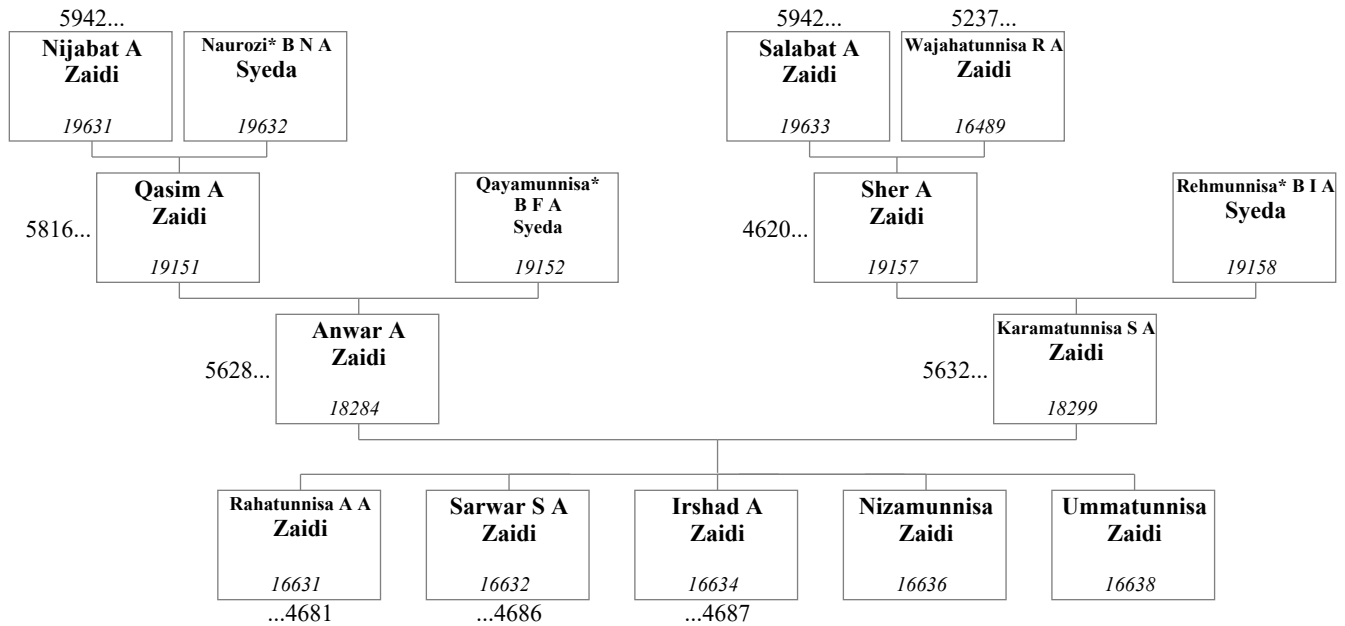 5942...
5942...
5237...
Nijabat A
Zaidi
19631
Naurozi* B N A
Syeda
19632
Salabat A
Zaidi
19633
Wajahatunnisa R A
Zaidi
16489
5816...
Qasim A
Zaidi
19151
Qayamunnisa*
B F A
Syeda
19152
4620...
Sher A
Zaidi
19157
Rehmunnisa* B I A
Syeda
19158
5628...
Anwar A
Zaidi
18284
5632...
Karamatunnisa S A
Zaidi
18299
Rahatunnisa A A
Zaidi
16631
...4681
Sarwar S A
Zaidi
16632
...4686
Irshad A
Zaidi
16634
...4687
Nizamunnisa
Zaidi
16636
Ummatunnisa
Zaidi
16638